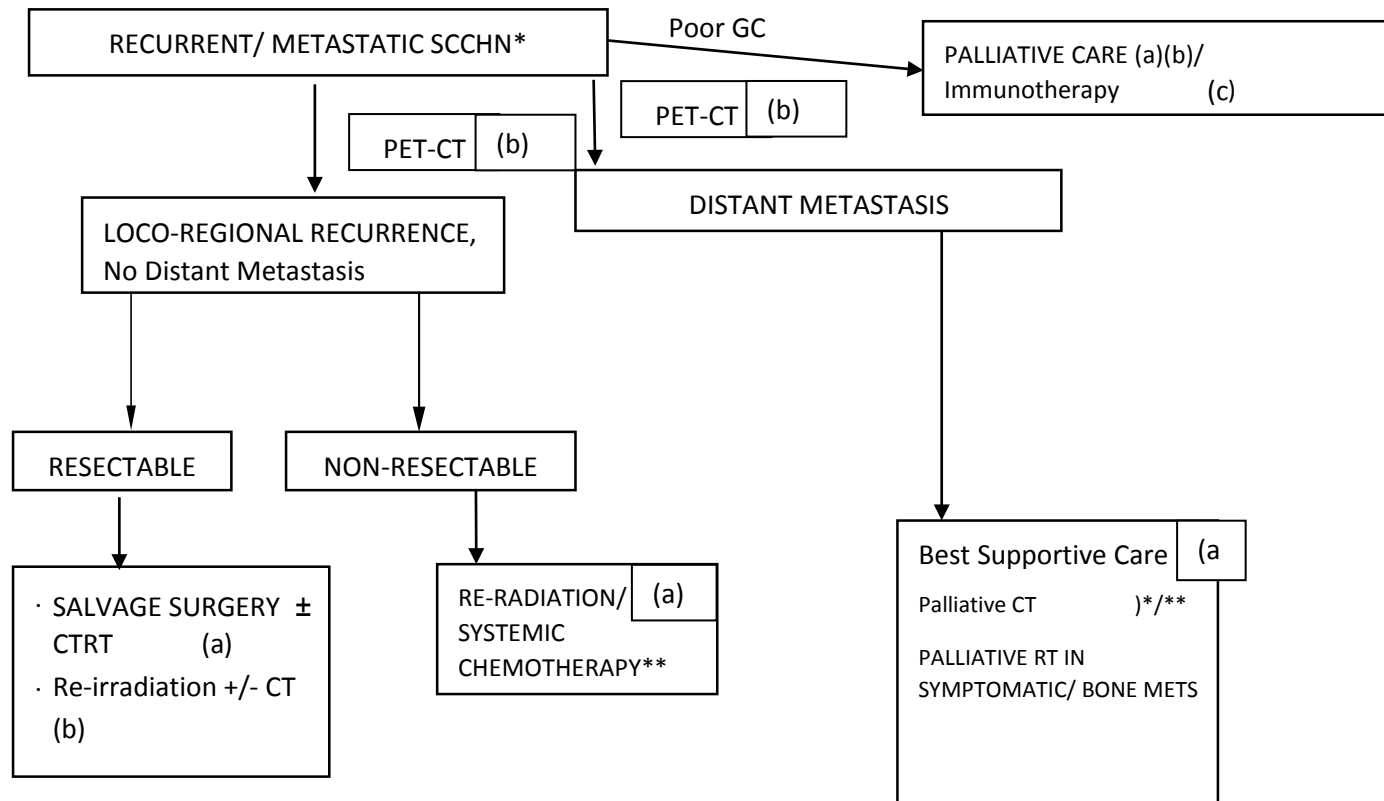 RECURRENT/ METASTATIC SCCHN*
Poor GC
PALLIATIVE CARE (a)(b)/
Immunotherapy (c)
PET-CT (b)
PET-CT (b)
DISTANT METASTASIS
LOCO-REGIONAL RECURRENCE,
No Distant Metastasis
RESECTABLE
NON-RESECTABLE
· SALVAGE SURGERY ±
CTRT (a)
· Re-irradiation +/- CT
(b)
RE-RADIATION/ (a)
SYSTEMIC
CHEMOTHERAPY**
Best Supportive Care (a
Palliative CT )*/**
PALLIATIVE RT IN
SYMPTOMATIC/ BONE METS